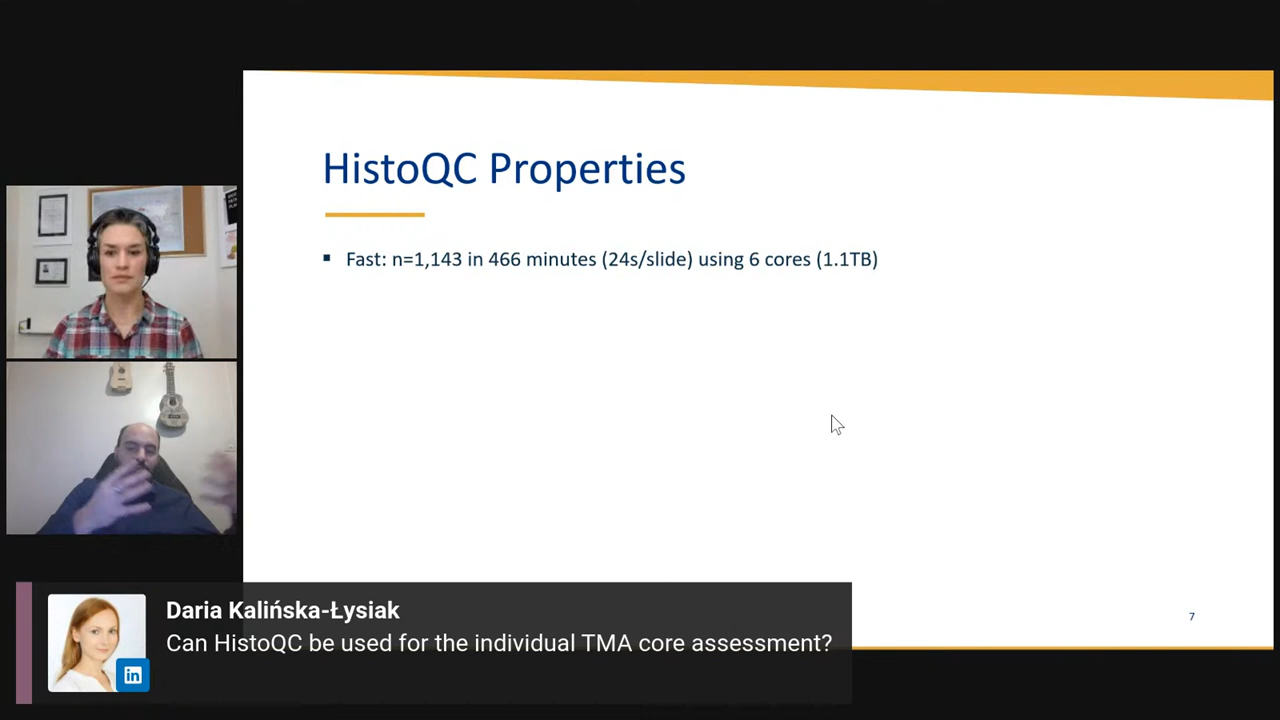 HistoQC Properties
▪ Fast: n=1,143 in 466 minutes (24s/slide) using 6 cores (1.1TB)
7
Daria Kalińska-Łysiak
Can HistoQC be used for the individual TMA core assessment?
in